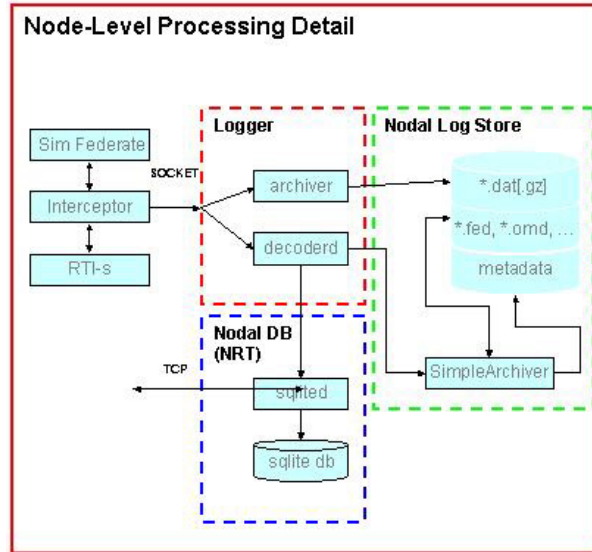 Node-Level Processing Detail
Logger
Nodal Log Store
Sim Federate
SOCKET
archiver
*.dat[.gz]
Interceptor
*.fed, *.omd, ...
decoderd
RTI-s
metadata
Nodal DB
(NRT)
TCP
SimpleArchiver
sqlited
sqlite db